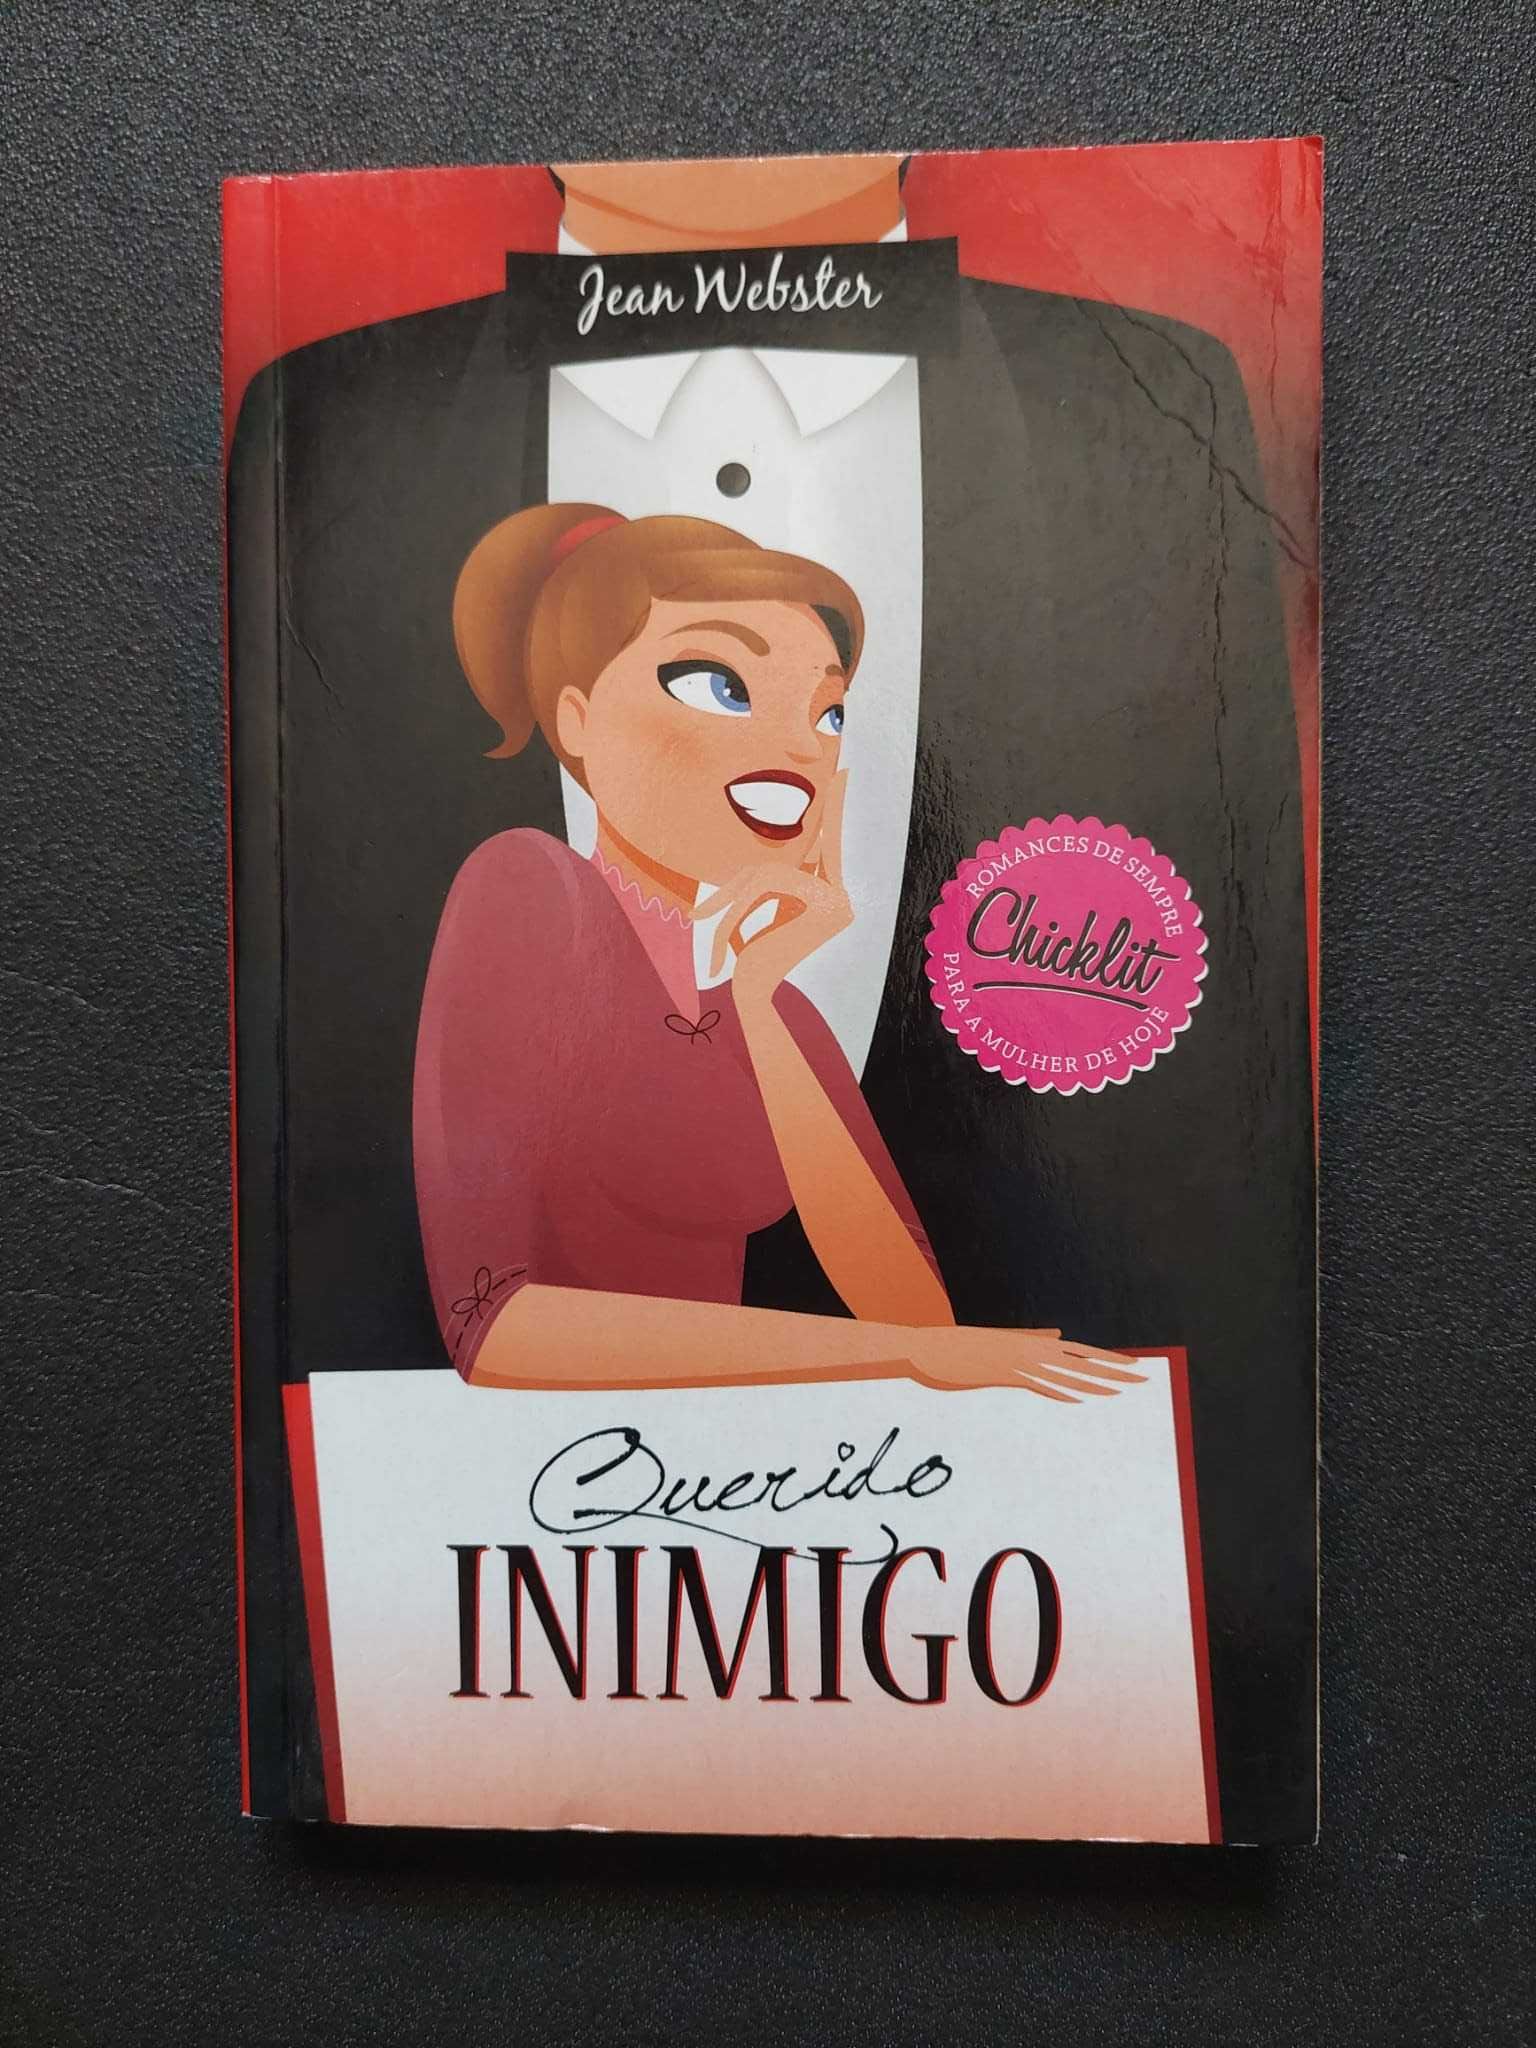 Jean Webster
ROMANCES DE SEMPRE
Chicklit
PARA A MULHER DE HOJE
Querido
INIMIGO